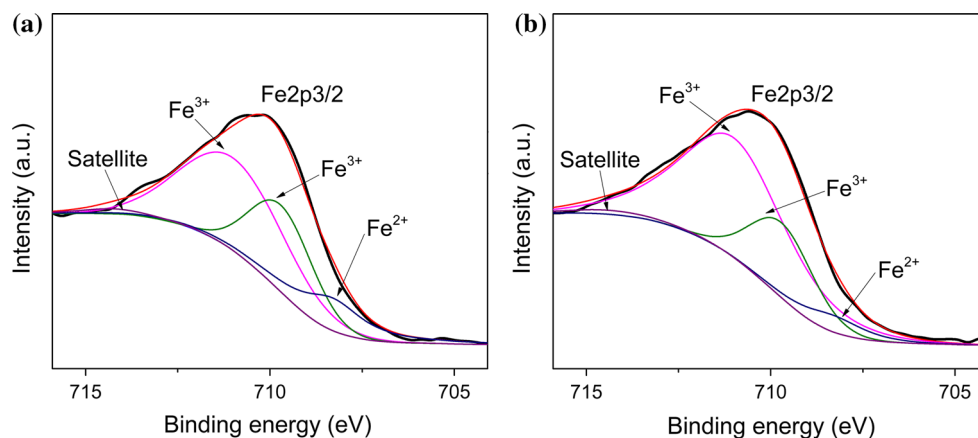 (a)
Fe2p3/2
Fe³⁺
Satellite
Fe³⁺
Fe²⁺
Intensity (a.u.)
715
710
705
Binding energy (eV)
(b)
Fe³⁺
Fe2p3/2
Satellite
Fe³⁺
Fe²⁺
Intensity (a.u.)
715
710
705
Binding energy (eV)